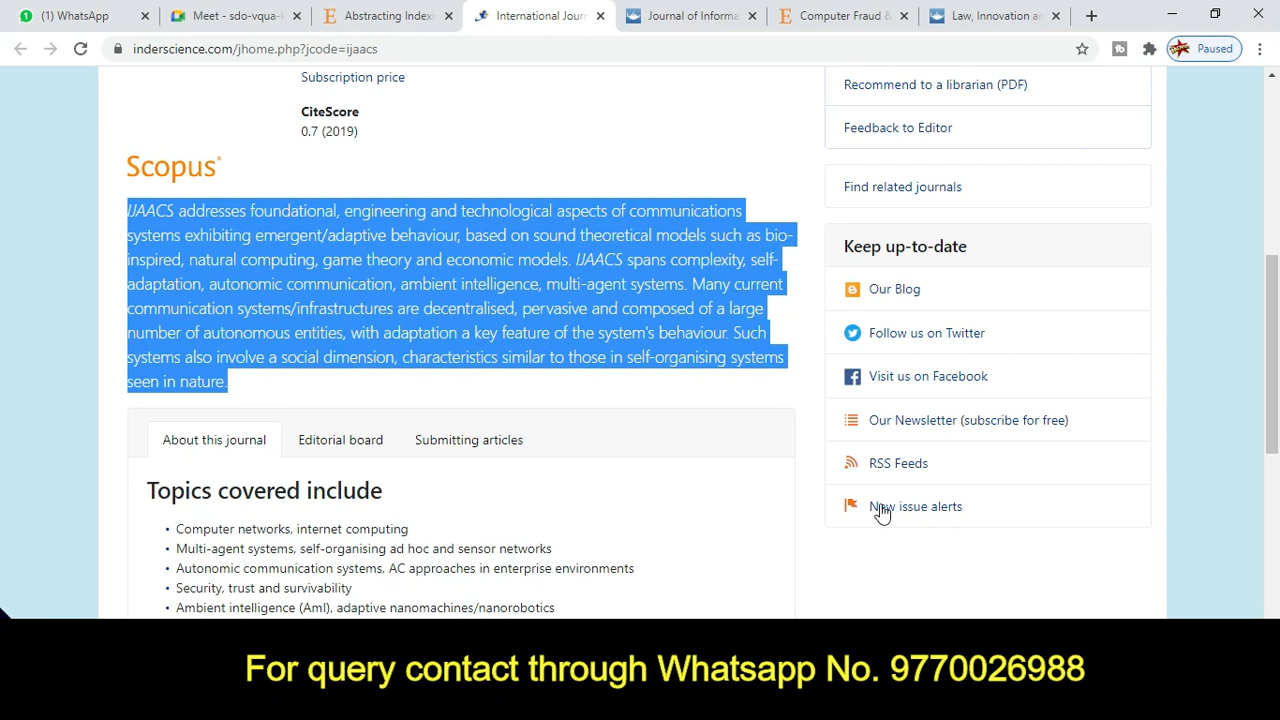 (1) WhatsApp
Meet - sdo-vqua-
Abstracting Indexi
International Jour
Journal of Informa
Computer Fraud &
Law, Innovation an
inderscience.com/jhome.php?jcode=ijaacs
Paused
Subscription price
CiteScore
0.7 (2019)
Scopus®
IJAACS addresses foundational, engineering and technological aspects of communications
systems exhibiting emergent/adaptive behaviour, based on sound theoretical models such as bio-
inspired, natural computing, game theory and economic models. IJAACS spans complexity, self-
adaptation, autonomic communication, ambient intelligence, multi-agent systems. Many current
communication systems/infrastructures are decentralised, pervasive and composed of a large
number of autonomous entities, with adaptation a key feature of the system's behaviour. Such
systems also involve a social dimension, characteristics similar to those in self-organising systems
seen in nature.
About this journal
Editorial board
Submitting articles
Topics covered include
• Computer networks, internet computing
• Multi-agent systems, self-organising ad hoc and sensor networks
• Autonomic communication systems, AC approaches in enterprise environments
• Security, trust and survivability
• Ambient intelligence (AmI), adaptive nanomachines/nanorobotics
Recommend to a librarian (PDF)
Feedback to Editor
Find related journals
Keep up-to-date
Our Blog
Follow us on Twitter
Visit us on Facebook
Our Newsletter (subscribe for free)
RSS Feeds
New issue alerts
For query contact through Whatsapp No. 9770026988